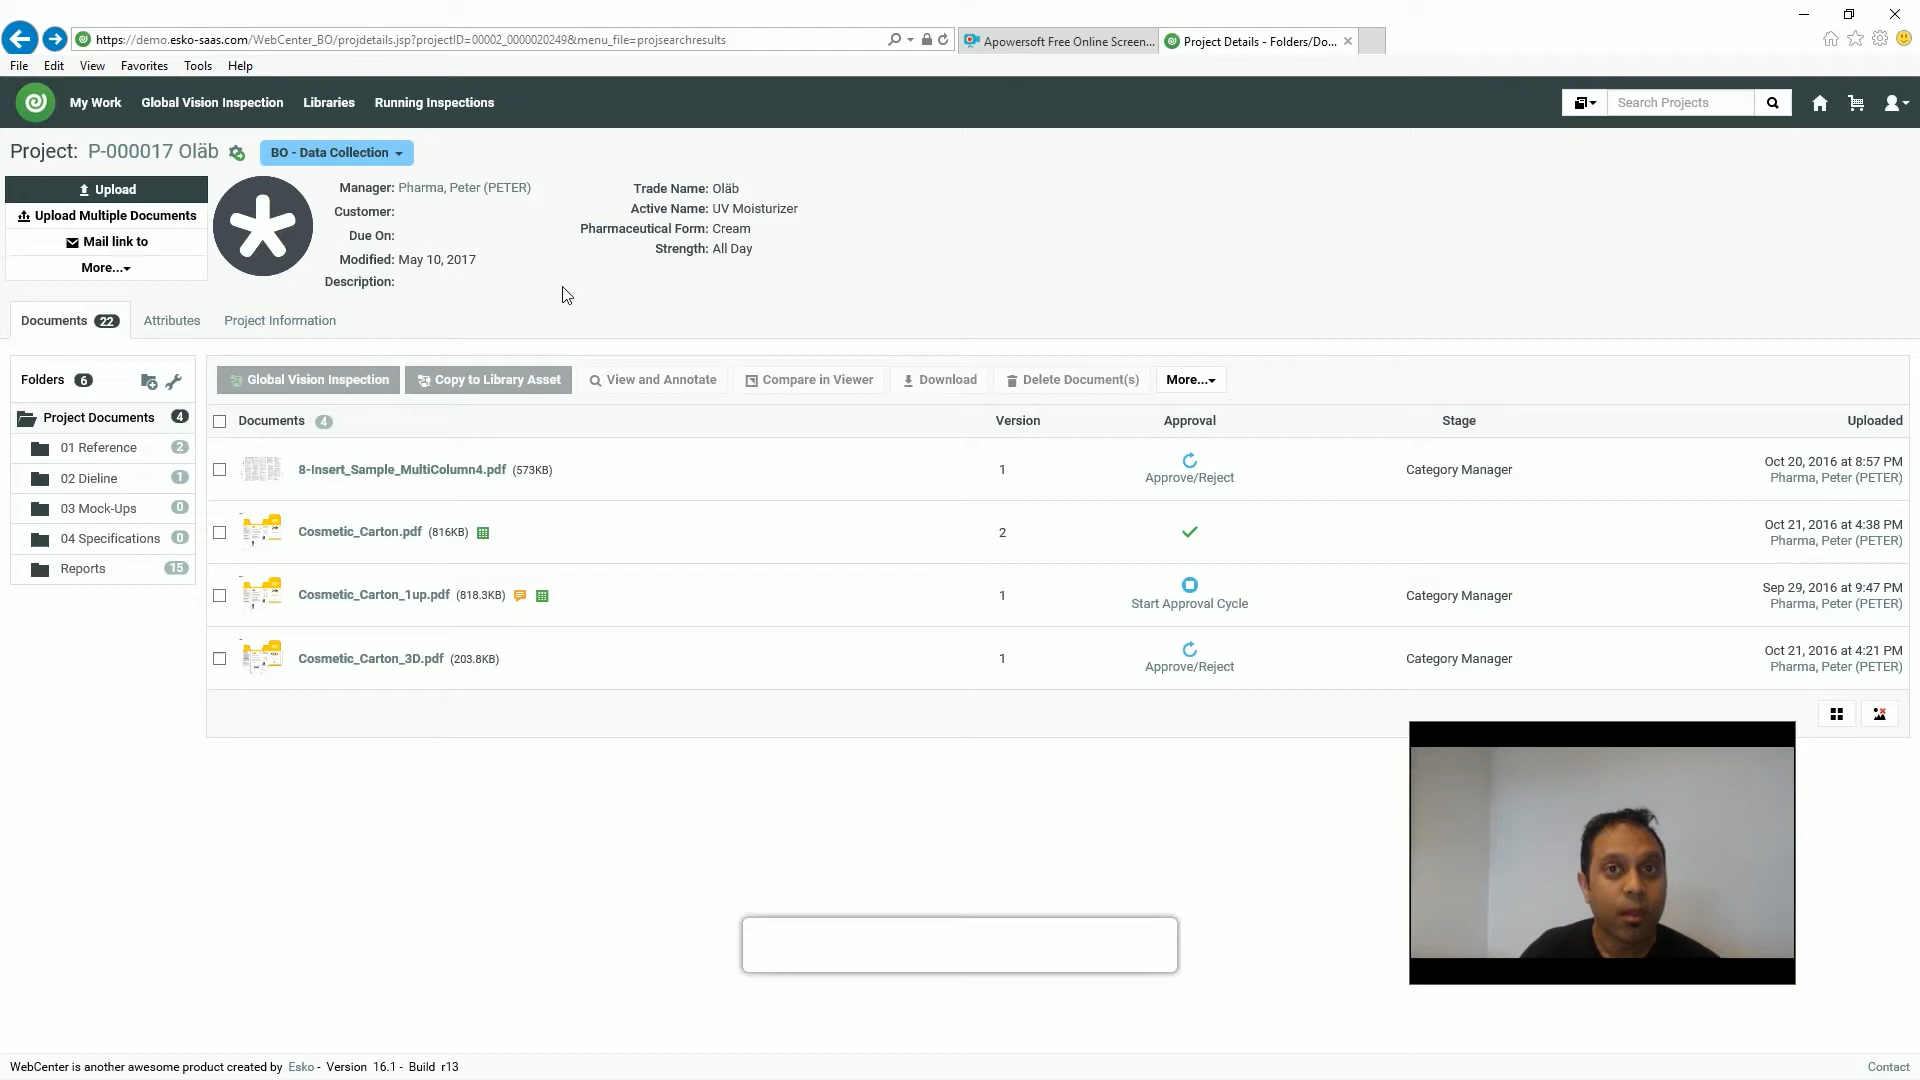 https://demo.esko-saas.com/WebCenter_BO/projdetails.jsp?projectID=00002_0000020249&menu_file=projsearchresults
Apowersoft Free Online Screen...
Project Details - Folders/Do...
File Edit View Favorites Tools Help
My Work Global Vision Inspection Libraries Running Inspections
Search Projects
Project: P-000017 Oläb
BO - Data Collection
Upload
Upload Multiple Documents
Mail link to
More...
Manager: Pharma, Peter (PETER)
Customer:
Due On:
Modified: May 10, 2017
Description:
Trade Name: Oläb
Active Name: UV Moisturizer
Pharmaceutical Form: Cream
Strength: All Day
Documents 22 Attributes Project Information
Folders 6
Project Documents 4
01 Reference 2
02 Dieline 1
03 Mock-Ups 0
04 Specifications 0
Reports 15
Global Vision Inspection Copy to Library Asset View and Annotate Compare in Viewer Download Delete Document(s) More...
Documents 4 Version Approval Stage Uploaded
8-Insert_Sample_MultiColumn4.pdf (573KB) 1 Approve/Reject Category Manager Oct 20, 2016 at 8:57 PM
Pharma, Peter (PETER)
Cosmetic_Carton.pdf (816KB) 2 Oct 21, 2016 at 4:38 PM
Pharma, Peter (PETER)
Cosmetic_Carton_1up.pdf (818.3KB) 1 Start Approval Cycle Category Manager Sep 29, 2016 at 9:47 PM
Pharma, Peter (PETER)
Cosmetic_Carton_3D.pdf (203.8KB) 1 Approve/Reject Category Manager Oct 21, 2016 at 4:21 PM
Pharma, Peter (PETER)
WebCenter is another awesome product created by Esko - Version 16.1 - Build r13
Contact